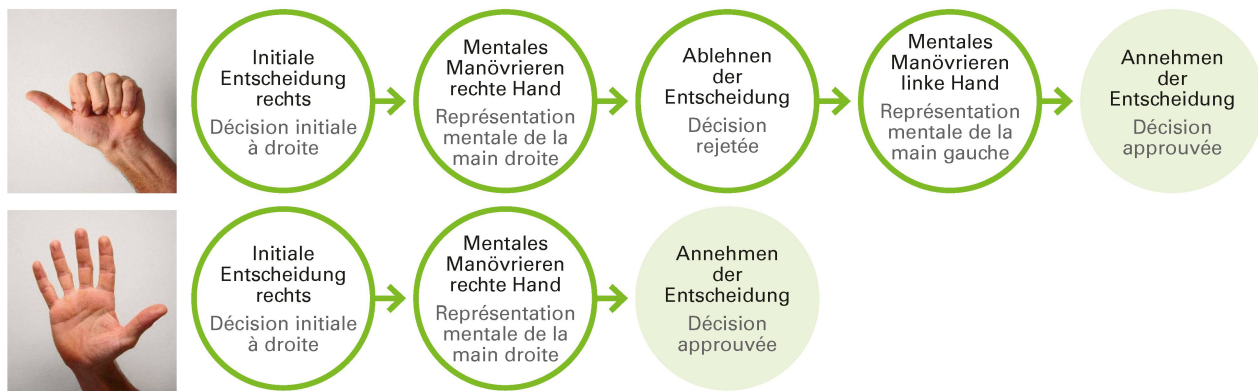 Initiale
Entscheidung
rechts
Décision initiale
à droite
Mentales
Manövrieren
rechte Hand
Représentation
mentale de la
main droite
Ablehnen
der
Entscheidung
Décision
rejetée
Mentales
Manövrieren
linke Hand
Représentation
mentale de la
main gauche
Annehmen
der
Entscheidung
Décision
approuvée
Initiale
Entscheidung
rechts
Décision initiale
à droite
Mentales
Manövrieren
rechte Hand
Représentation
mentale de la
main droite
Annehmen
der
Entscheidung
Décision
approuvée